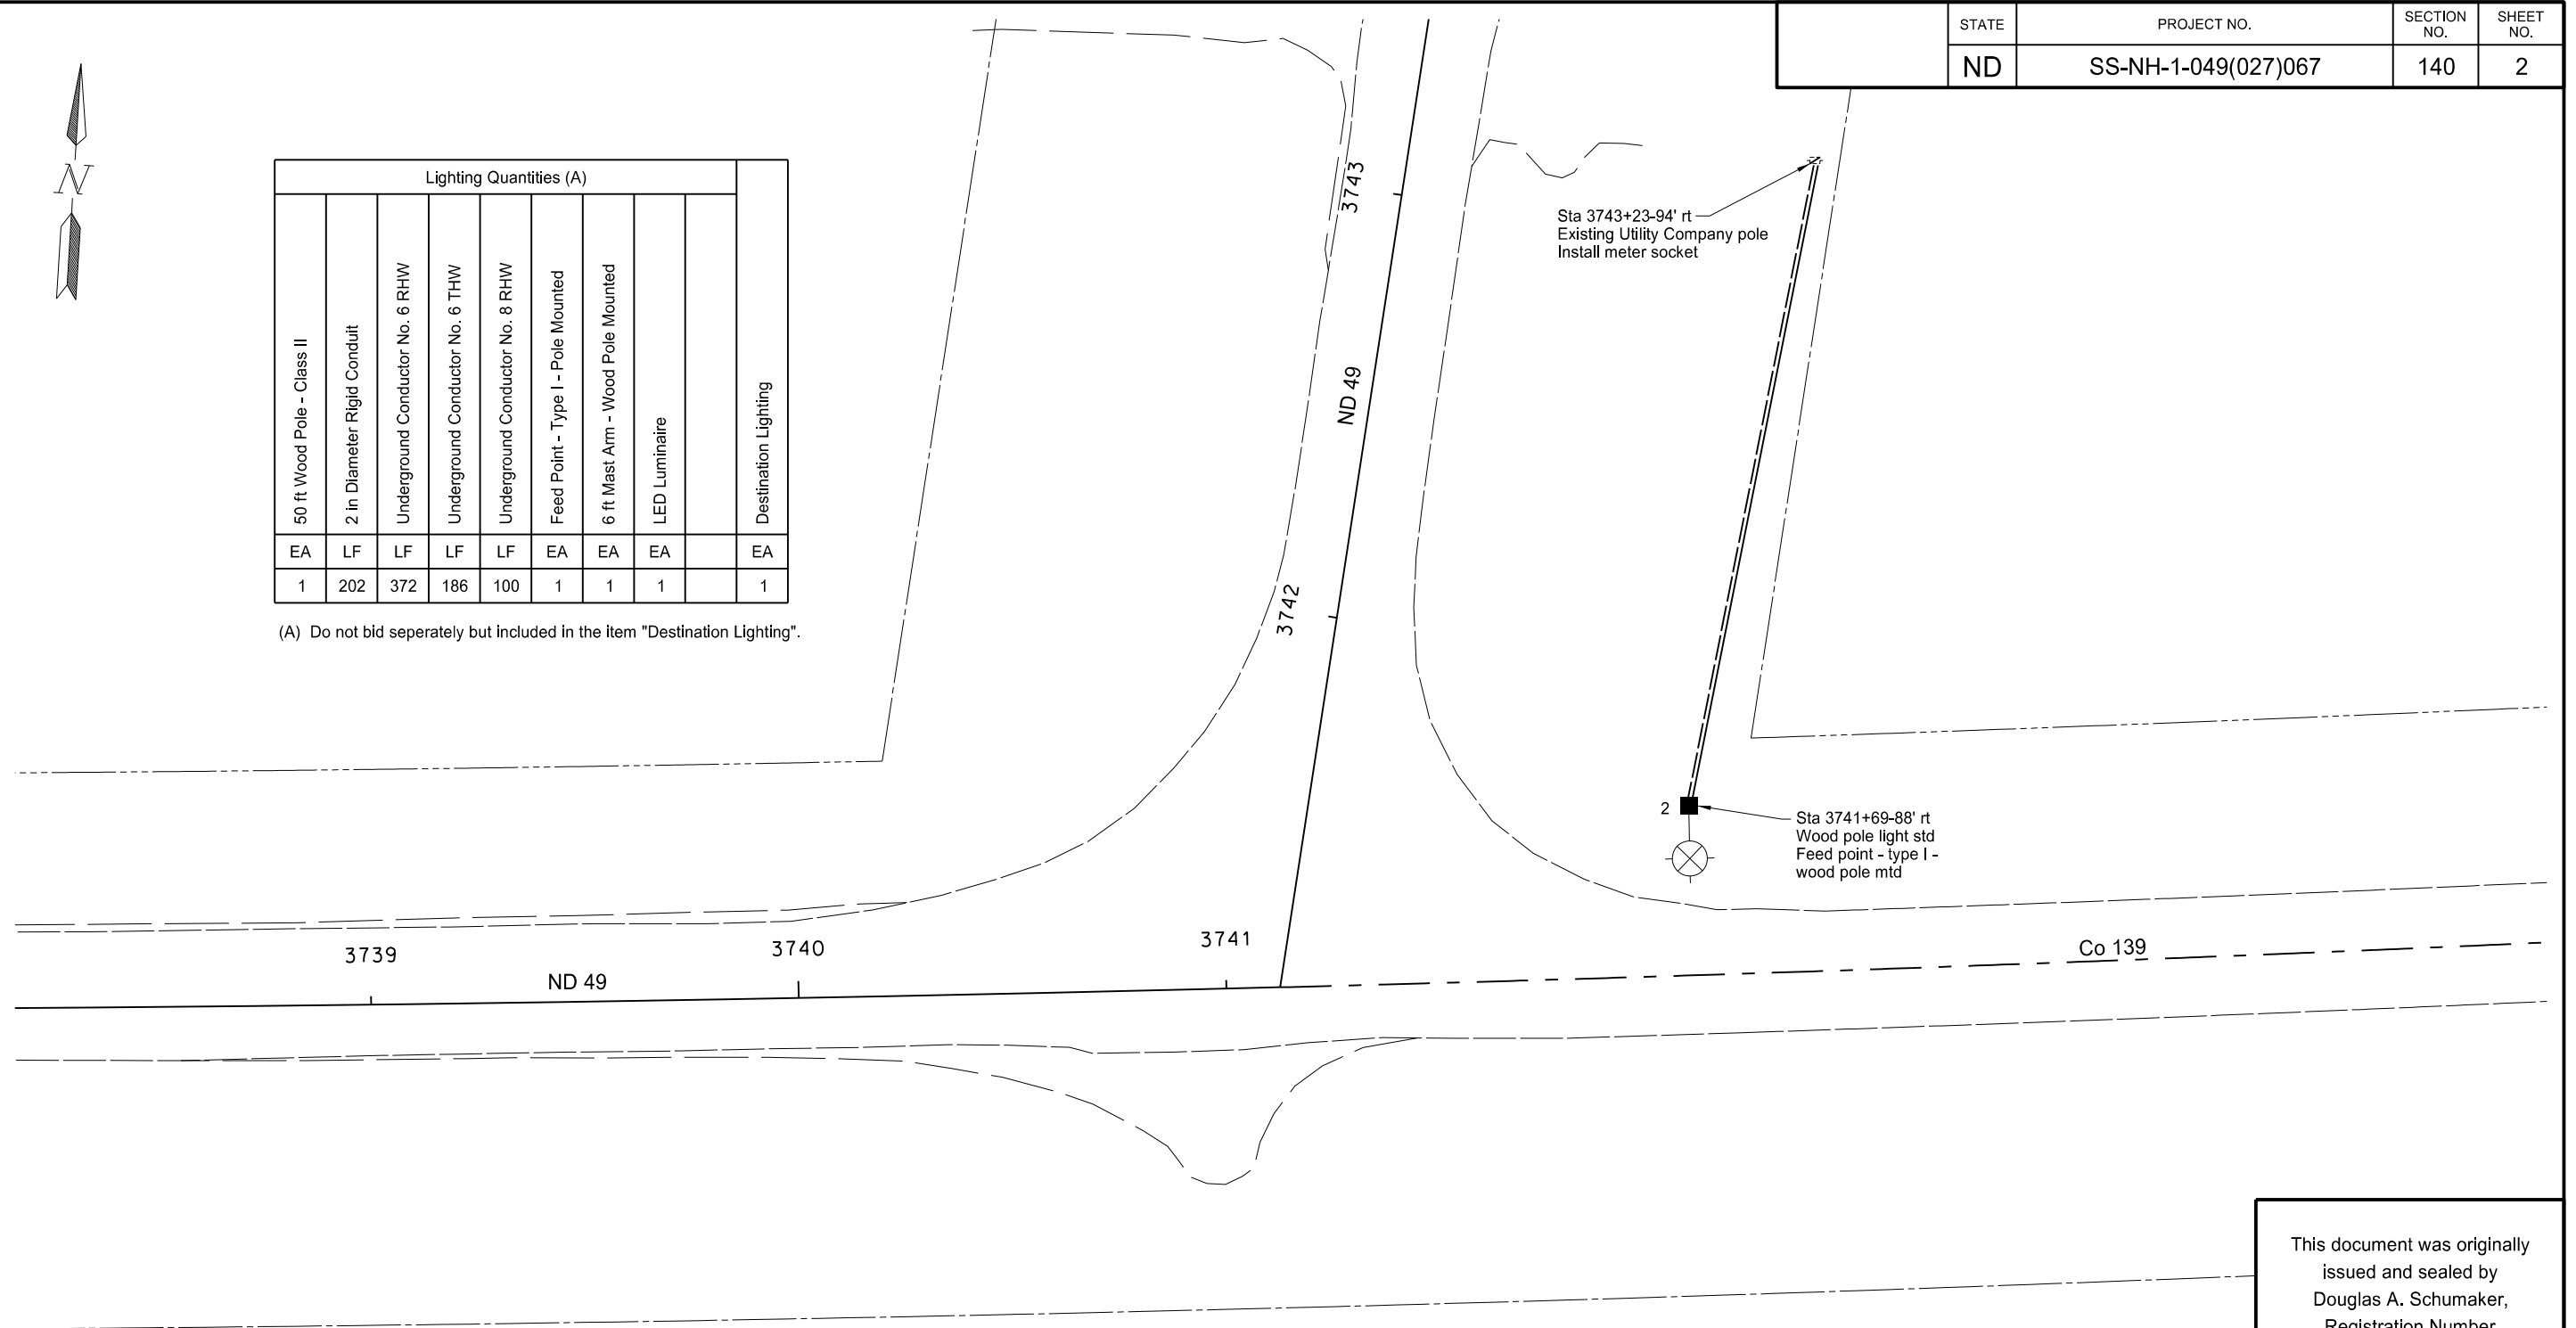 STATE
PROJECT NO.
SECTION
NO.
SHEET
NO.
ND
SS-NH-1-049(027)067
140
2
N
Lighting Quantities (A)
50 ft Wood Pole - Class II
2 in Diameter Rigid Conduit
Underground Conductor No. 6 RHW
Underground Conductor No. 6 THW
Underground Conductor No. 8 RHW
Feed Point - Type I - Pole Mounted
6 ft Mast Arm - Wood Pole Mounted
LED Luminaire
Destination Lighting
EA LF LF LF LF EA EA EA EA
1 202 372 186 100 1 1 1 1
(A) Do not bid seperately but included in the item "Destination Lighting".
3743
Sta 3743+23-94' rt
Existing Utility Company pole
Install meter socket
ND 49
3742
2
Sta 3741+69-88' rt
Wood pole light std
Feed point - type I -
wood pole mtd
3739
3740
3741
Co 139
ND 49
This document was originally
issued and sealed by
Douglas A. Schumaker,
Registration Number